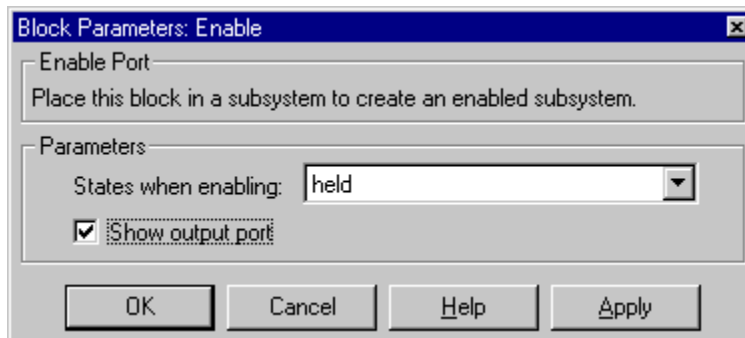 Block Parameters: Enable
Enable Port
Place this block in a subsystem to create an enabled subsystem.
Parameters
States when enabling: held
Show output port
OK Cancel Help Apply